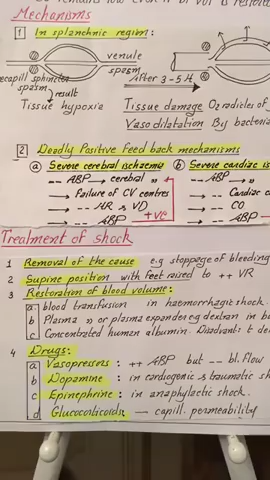 Mechanisms
1 In splanchnic region:
venule
spasm
precapill sphincter
spasm
result
After 3-5 H
Tissue hypoxia
Tissue damage O2 radicles of
Vaso dilatation By bacteria
2 Deadly Positive Feed back mechanisms
a Severe cerebral ischaemia
-- ABP → cerebral "
→ Failure of CV centres
→ -- HR & VD
→ -- ABP
+ve
b Severe cardiac is
-- ABP →
→ Cardiac
→ -- CO
→ -- ABP
Treatment of shock
1 Removal of the cause e.g stoppage of bleeding
2 Supine position with feet raised to ++ VR
3 Restoration of blood volume:
a blood transfusion in haemorrhagic shock
b Plasma " or plasma expander eg dextran in b
c Concentrated human albumin. Disadvant: t
4 Drugs:
a Vasopressors: ++ ABP but -- bl. flow
b Dopamine : in cardiogenic & traumatic sh
c Epinephrine : in anaphylactic shock.
d Glucocorticoids: — capill. permeability